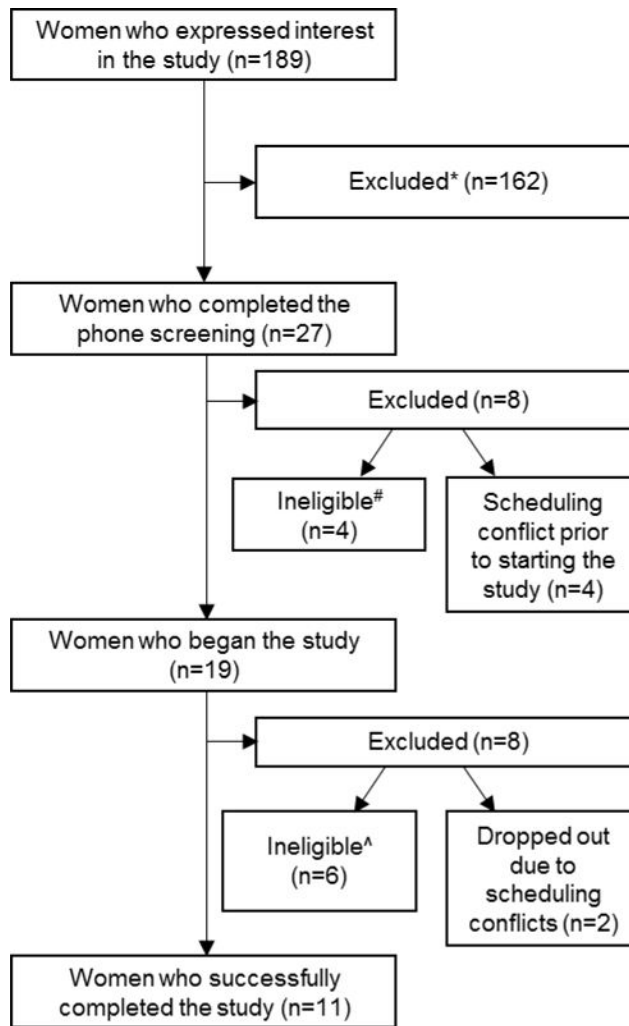 Women who expressed interest
in the study (n=189)
Excluded* (n=162)
Women who completed the
phone screening (n=27)
Excluded (n=8)
Ineligible#
(n=4)
Scheduling
conflict prior
to starting the
study (n=4)
Women who began the study
(n=19)
Excluded (n=8)
Ineligible^
(n=6)
Dropped out
due to
scheduling
conflicts (n=2)
Women who successfully
completed the study (n=11)